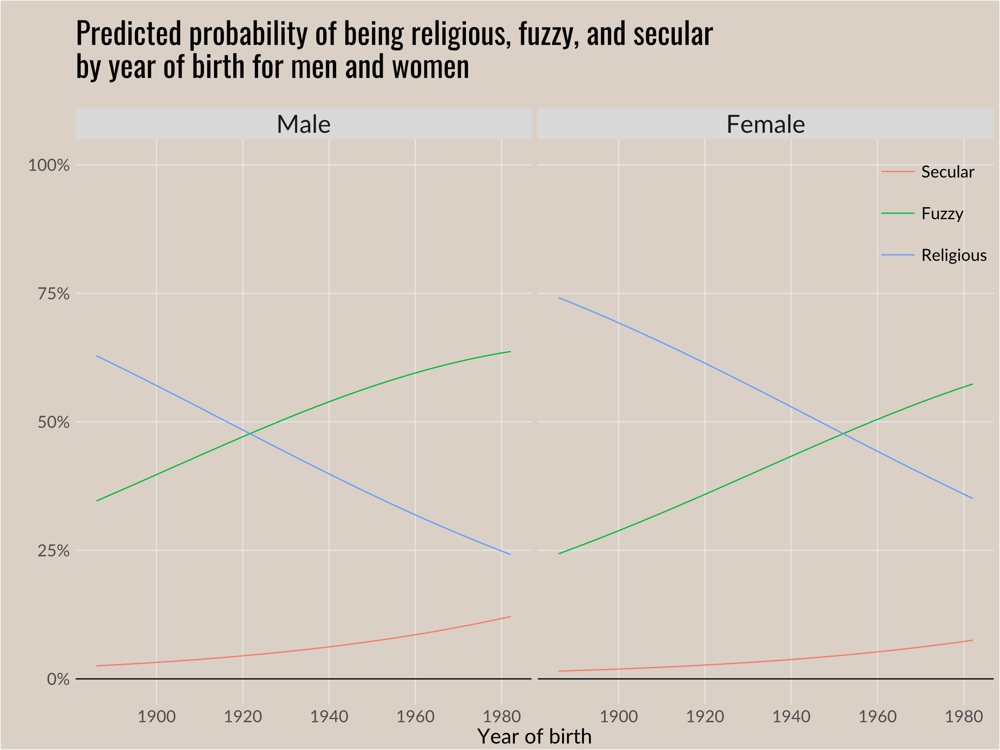 Predicted probability of being religious, fuzzy, and secular
by year of birth for men and women
Male
Female
100%
75%
50%
25%
0%
Secular
Fuzzy
Religious
1900 1920 1940 1960 1980
1900 1920 1940 1960 1980
Year of birth